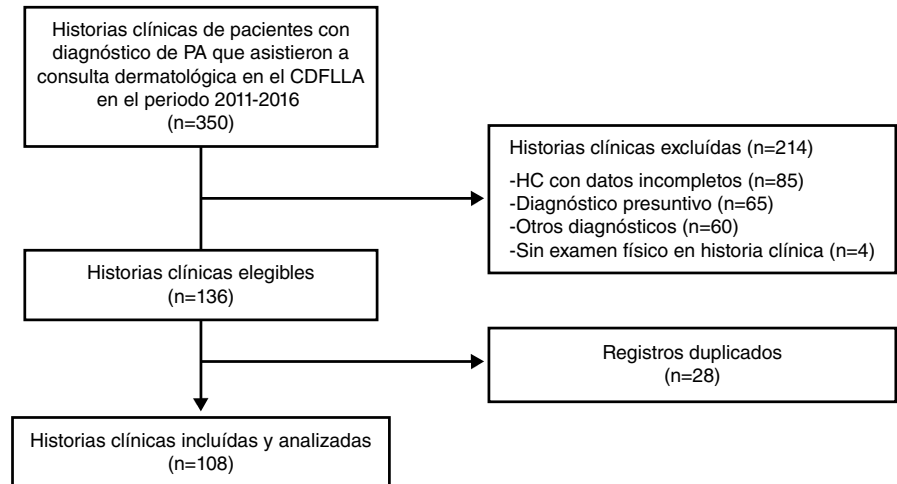 Historias clínicas de pacientes con
diagnóstico de PA que asistieron a
consulta dermatológica en el CDFLLA
en el periodo 2011-2016
(n=350)
Historias clínicas excluídas (n=214)
-HC con datos incompletos (n=85)
-Diagnóstico presuntivo (n=65)
-Otros diagnósticos (n=60)
-Sin examen físico en historia clínica (n=4)
Historias clínicas elegibles
(n=136)
Registros duplicados
(n=28)
Historias clínicas incluídas y analizadas
(n=108)